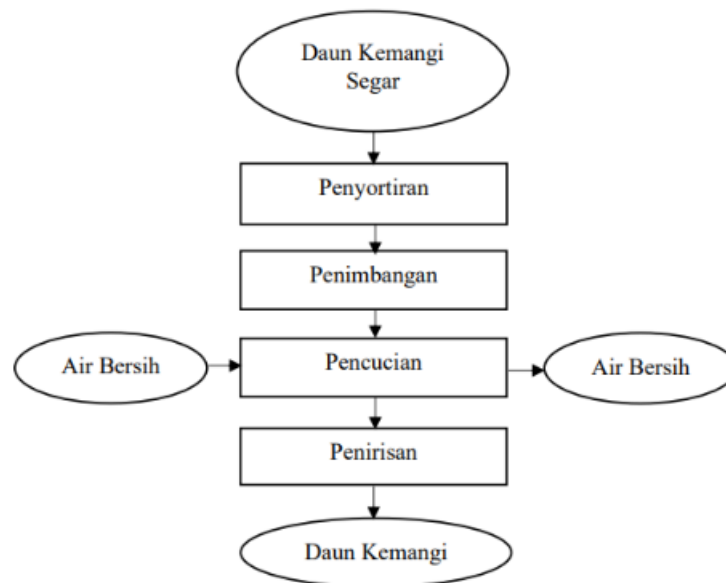 Daun Kemangi
Segar
Penyortiran
Penimbangan
Air Bersih
Pencucian
Air Bersih
Penirisan
Daun Kemangi